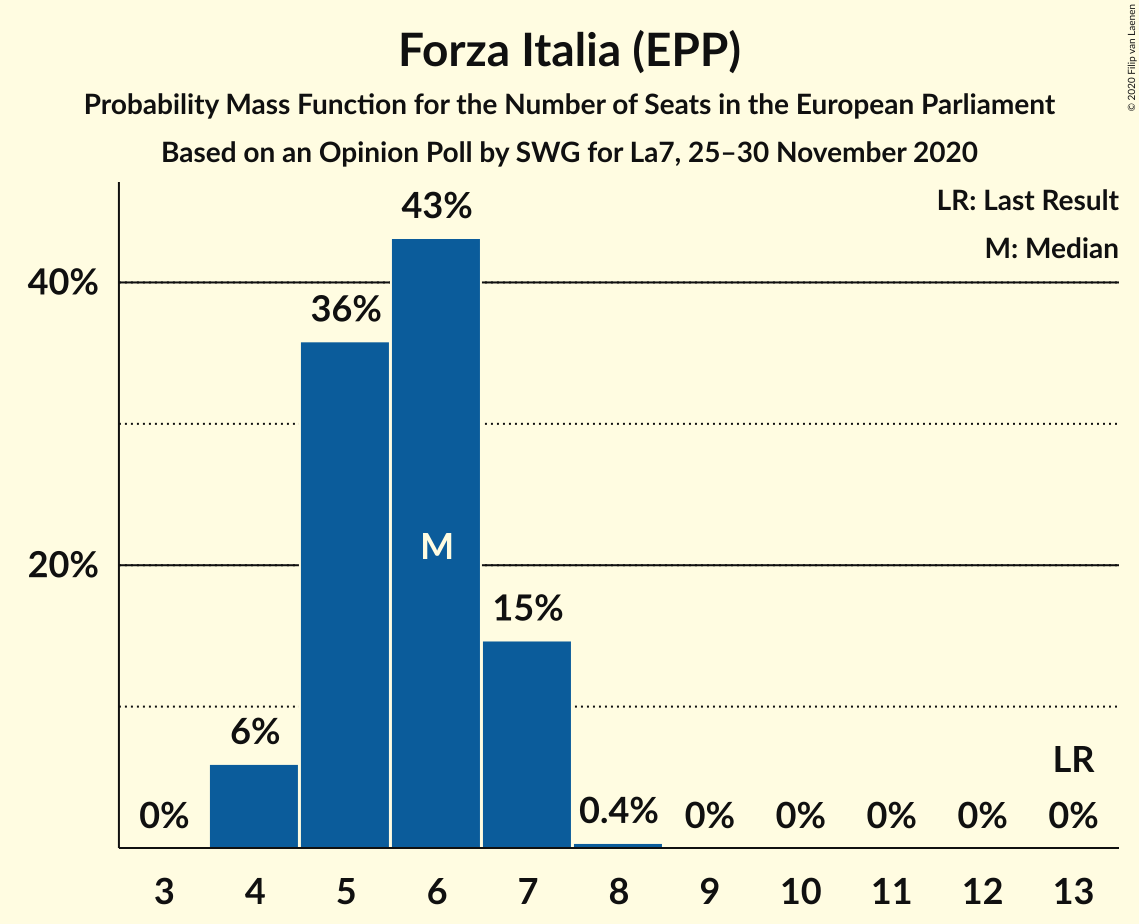 Forza Italia (EPP)
Probability Mass Function for the Number of Seats in the European Parliament
Based on an Opinion Poll by SWG for La7, 25–30 November 2020
© 2020 Filip van Laenen
LR: Last Result
M: Median
40%
20%
0%
6%
36%
43%
M
15%
0.4%
0%
0%
0%
0%
LR
0%
3 4 5 6 7 8 9 10 11 12 13